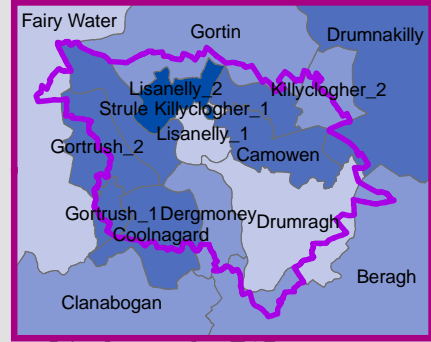 Fairy Water
Gortin
Drumnakilly
Lisanelly_2
Killyclogher_2
Strule Killyclogher_1
Lisanelly_1
Gortrush_2
Camowen
Gortrush_1 Dergmoney
Drumragh
Coolnagard
Beragh
Clanabogan